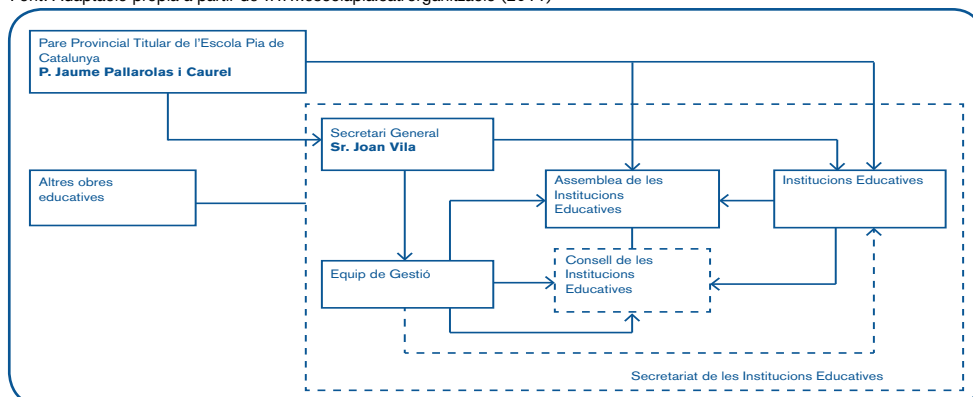 Pare Provincial Titular de l'Escola Pia de
Catalunya
P. Jaume Pallarolas i Caurel
Secretari General
Sr. Joan Vila
Altres obres
educatives
Assemblea de les
Institucions
Educatives
Institucions Educatives
Equip de Gestió
Consell de les
Institucions
Educatives
Secretariat de les Institucions Educatives